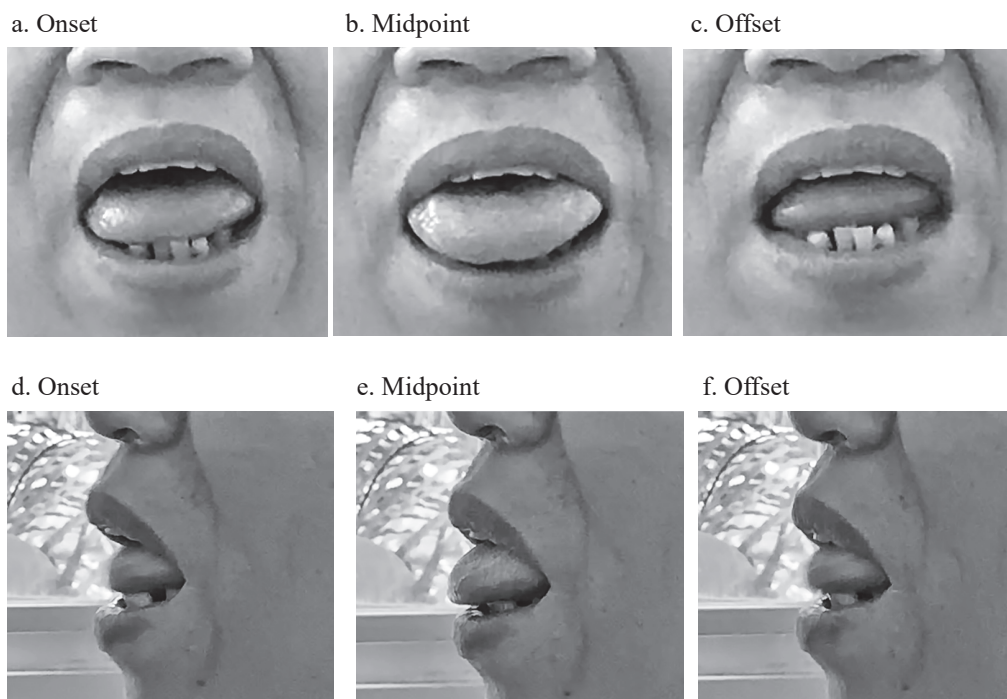 a. Onset
b. Midpoint
c. Offset
d. Onset
e. Midpoint
f. Offset